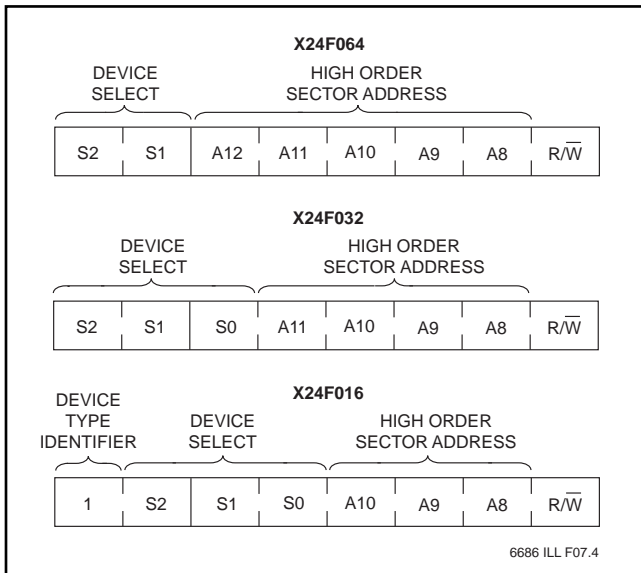 X24F064
DEVICE SELECT
HIGH ORDER SECTOR ADDRESS
S2 S1 A12 A11 A10 A9 A8 R/W̅
X24F032
DEVICE SELECT
HIGH ORDER SECTOR ADDRESS
S2 S1 S0 A11 A10 A9 A8 R/W̅
X24F016
DEVICE TYPE IDENTIFIER
DEVICE SELECT
HIGH ORDER SECTOR ADDRESS
1 S2 S1 S0 A10 A9 A8 R/W̅
6686 ILL F07.4